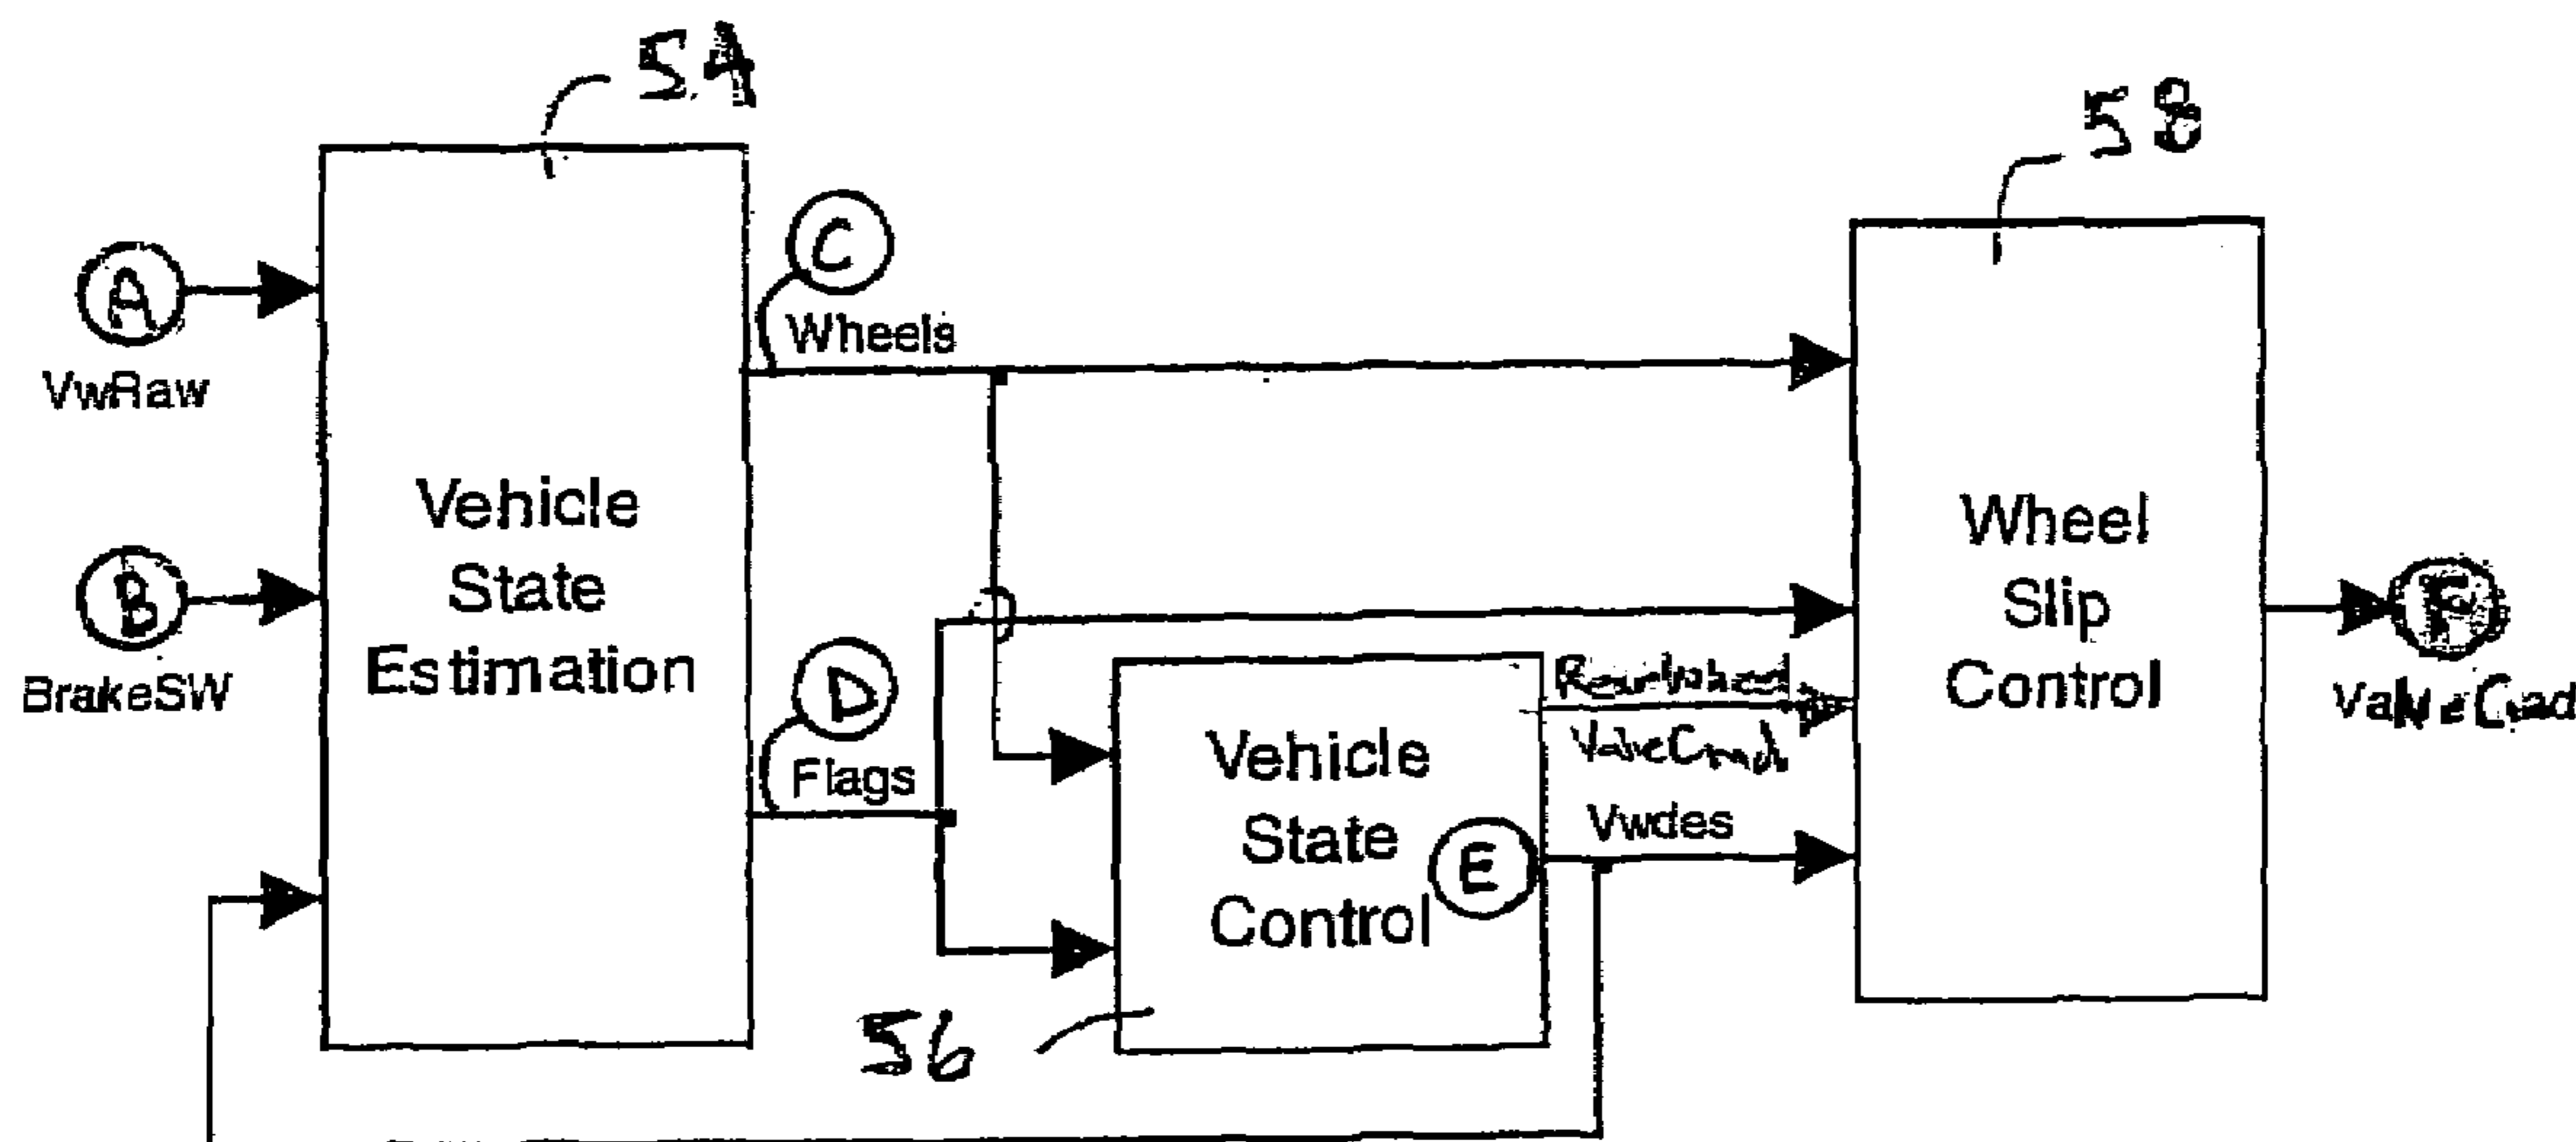 54
58
A
VwRaw
C
Wheels
Vehicle
State
Estimation
B
BrakeSW
D
Flags
Vehicle
State
Control
E
56
ValveCmd
Vwdes
Wheel
Slip
Control
F